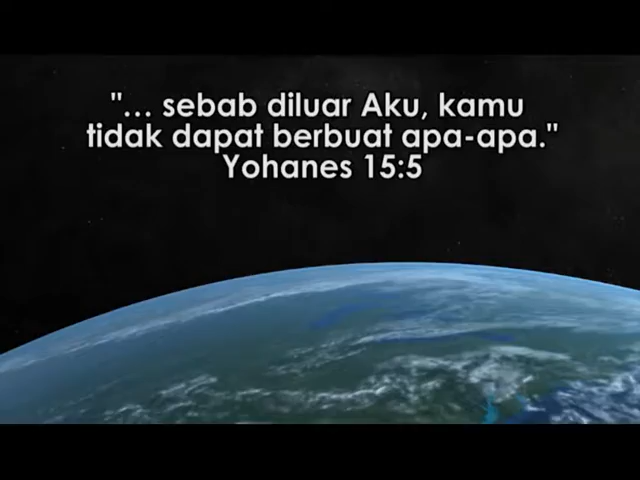 "... sebab diluar Aku, kamu
tidak dapat berbuat apa-apa."
Yohanes 15:5